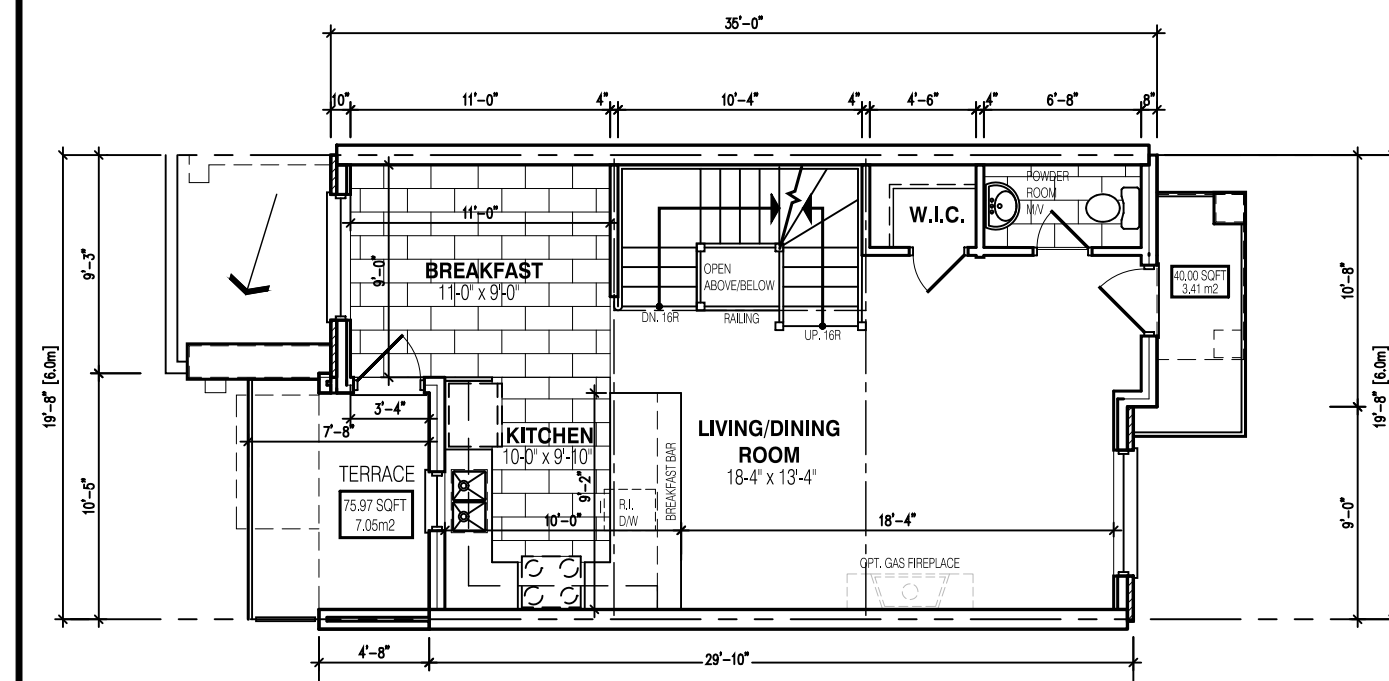 35'-0"
10" 11'-0" 4" 10'-4" 4" 4'-6" 4" 6'-8" 8"
POWDER
ROOM
M/V
W.I.C.
11'-0"
9'-3"
9'-0"
BREAKFAST
11'-0" x 9'-0"
OPEN
ABOVE/BELOW
40.00 SQFT
3.41 m2
10'-8"
DN. 16R
RAILING
UP. 16R
19'-8" [6.0m]
19'-8" [6.0m]
3'-4"
7'-8"
KITCHEN
10'-0" x 9'-10"
LIVING/DINING
ROOM
18'-4" x 13'-4"
TERRACE
75.97 SQFT
7.05m2
10'-5"
9'-2"
BREAKFAST BAR
R.I.
D/W
10'-0"
18'-4"
9'-0"
OPT. GAS FIREPLACE
4'-8"
29'-10"